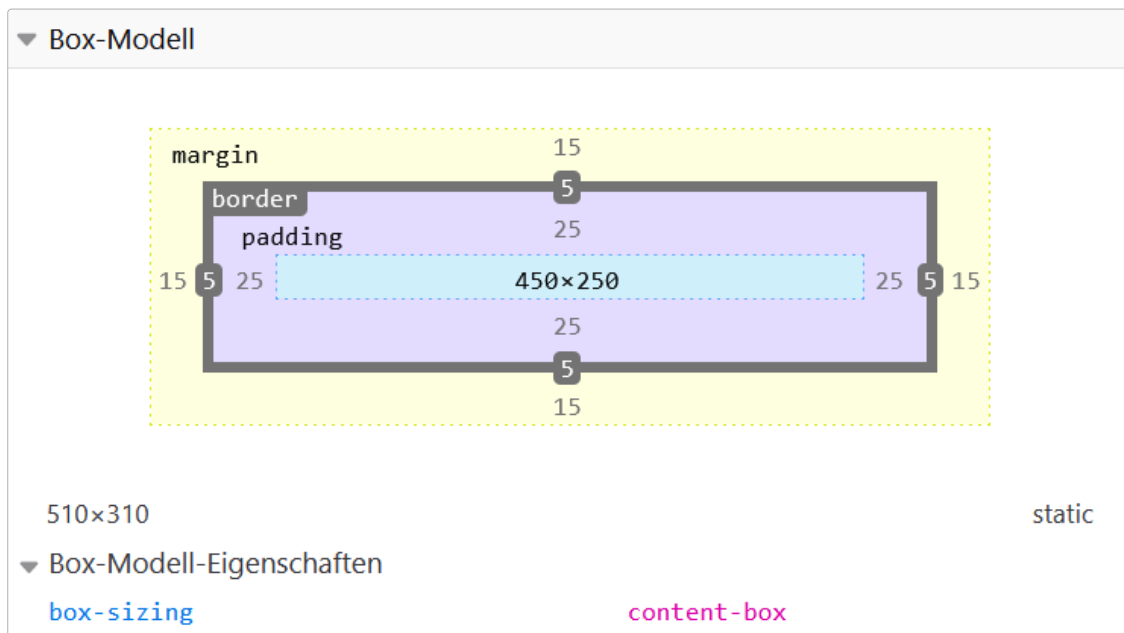 Box-Modell
margin 15
border 5
padding 25
15 5 25 450×250 25 5 15
25
5
15
510×310 static
Box-Modell-Eigenschaften
box-sizing content-box